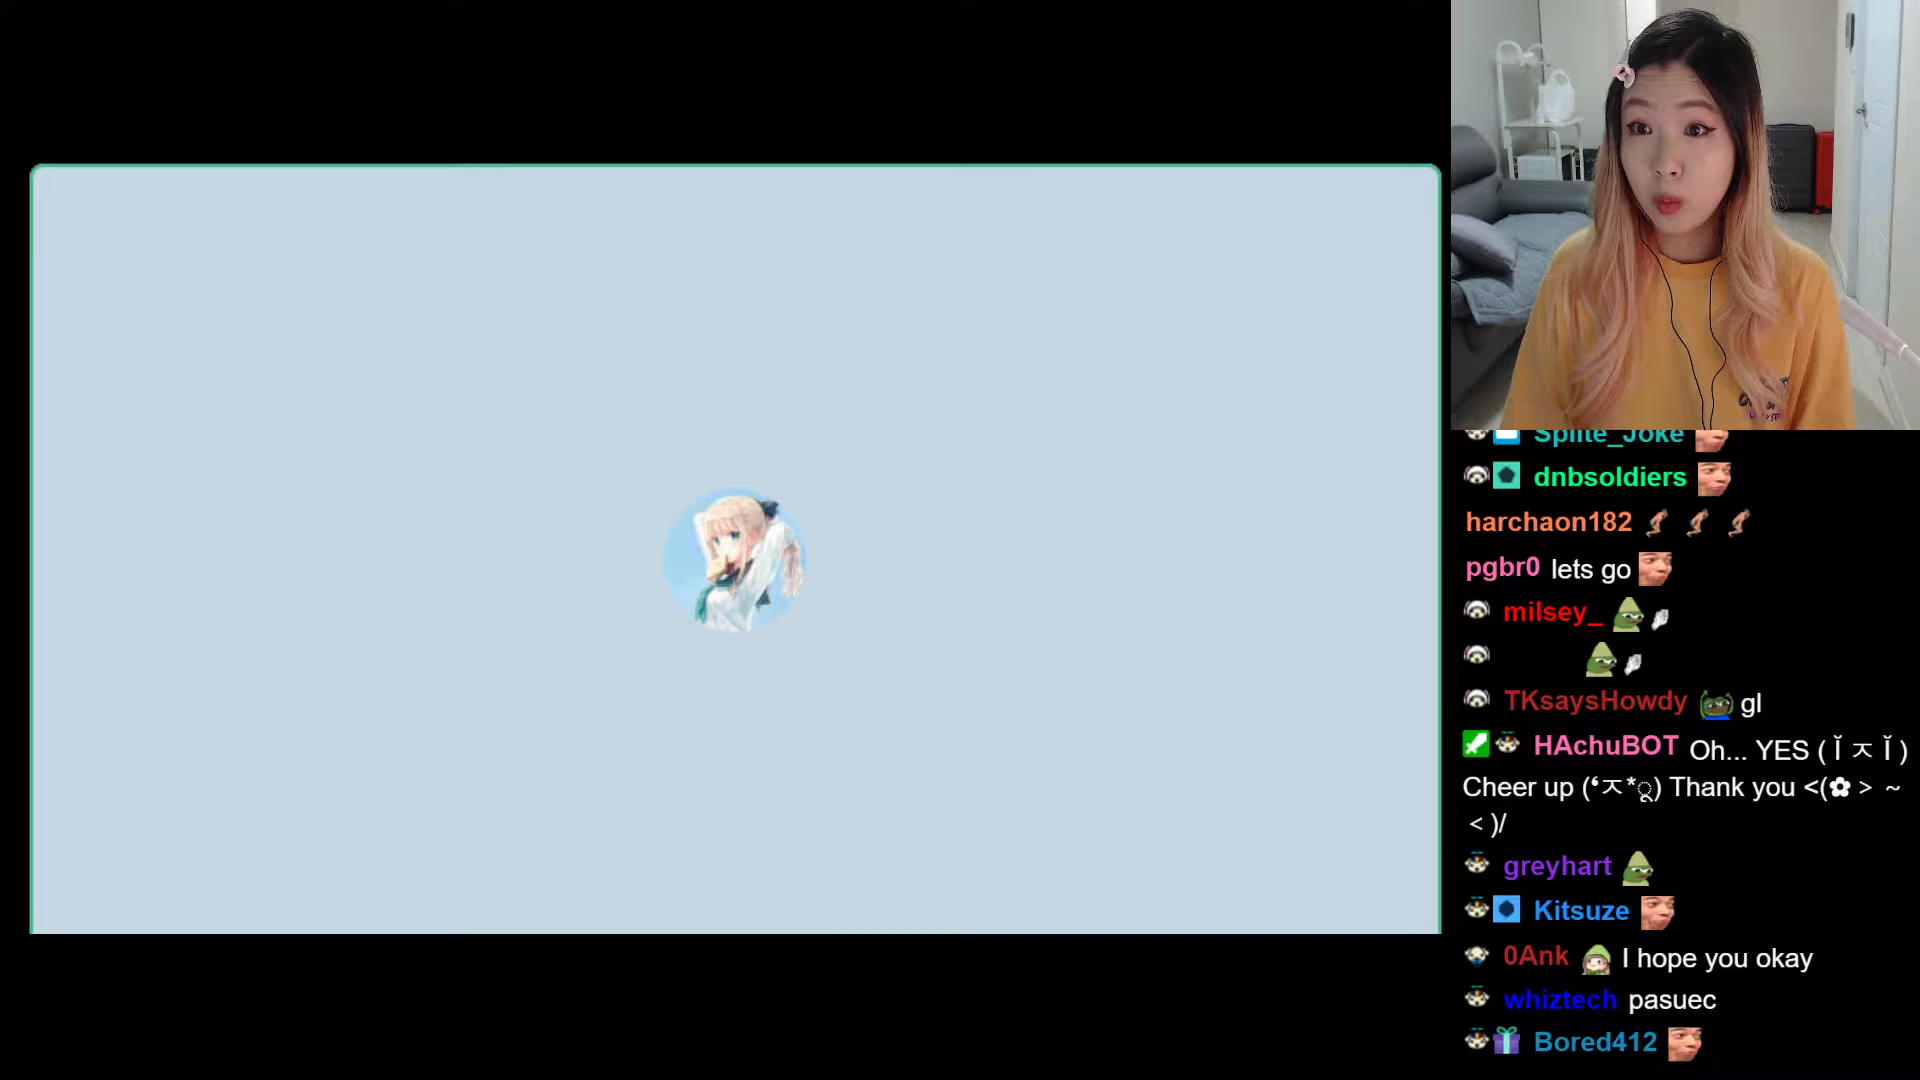 Splite_Joke
dnbsoldiers
harchaon182
pgbr0 lets go
milsey_
TKsaysHowdy gl
HAchuBOT Oh... YES ( Ĭ ㅈ Ĭ )
Cheer up (❛ㅈ*ૂ) Thank you <(✿ > ~
< )/
greyhart
Kitsuze
0Ank I hope you okay
whiztech pasuec
Bored412